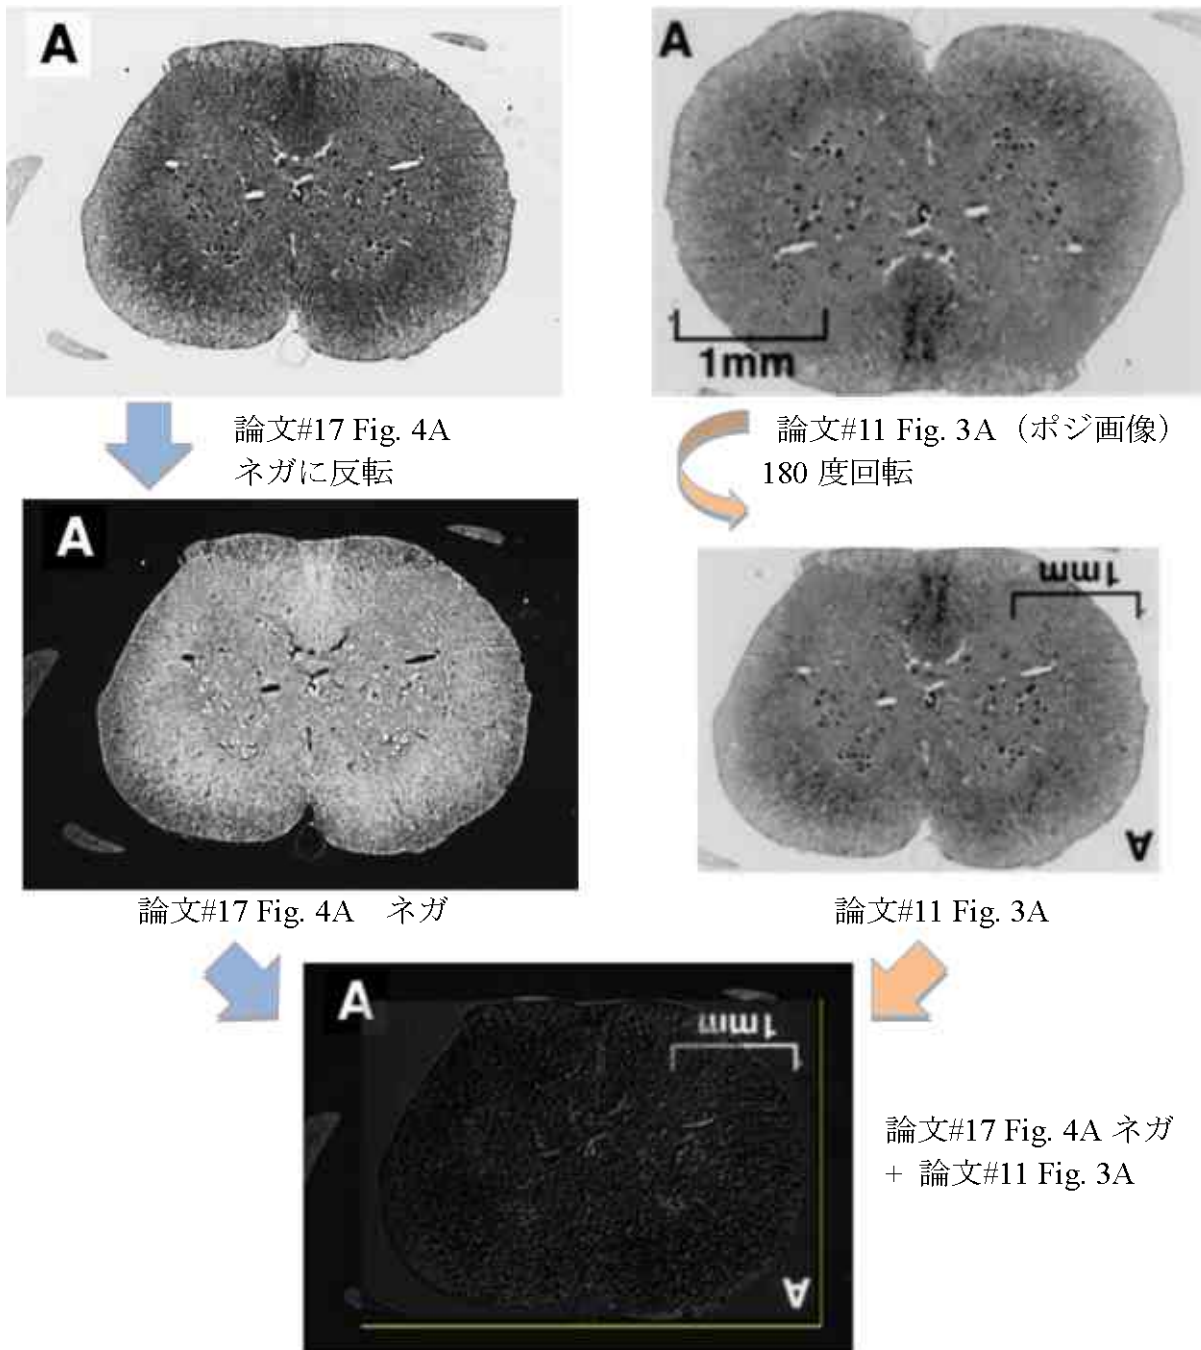 A
A
1mm
論文#17 Fig. 4A
ネガに反転
論文#11 Fig. 3A（ポジ画像）
180 度回転
A
1mm
A
論文#17 Fig. 4A　ネガ
論文#11 Fig. 3A
A
1mm
A
論文#17 Fig. 4A ネガ
+ 論文#11 Fig. 3A